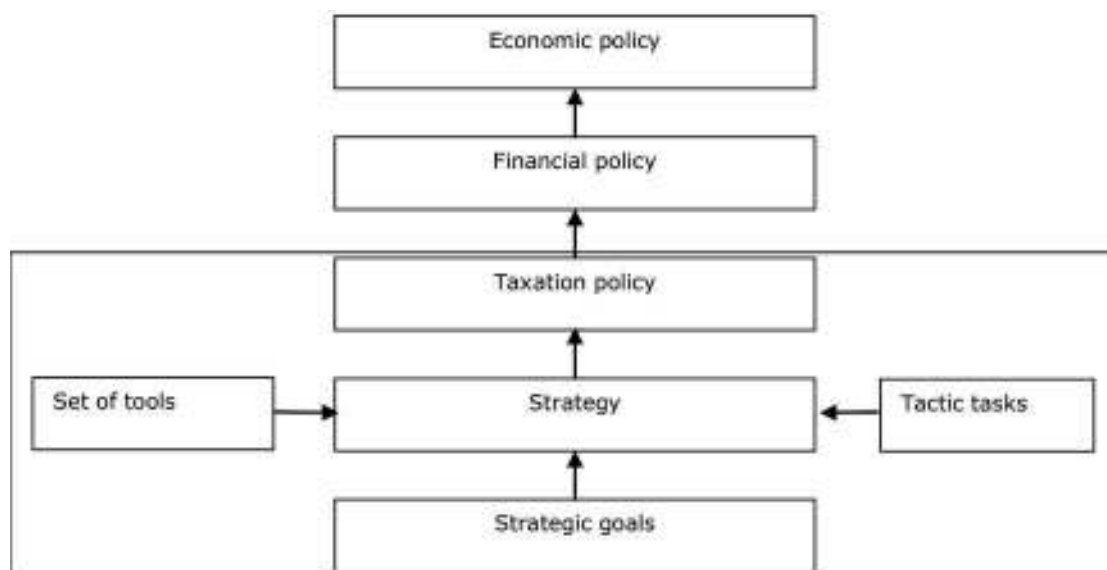 Economic policy
Financial policy
Taxation policy
Set of tools
Strategy
Tactic tasks
Strategic goals